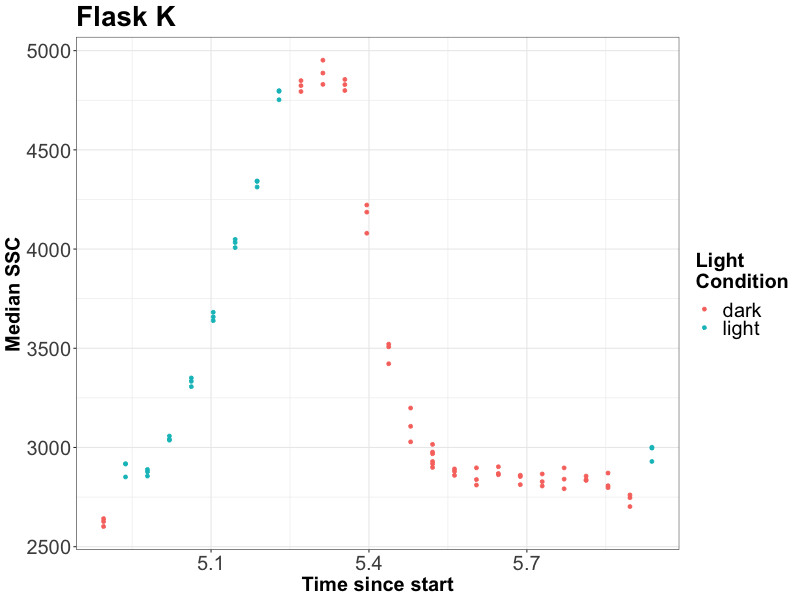 Flask K
Median SSC
5000
4500
4000
3500
3000
2500
5.1 5.4 5.7
Time since start
Light
Condition
dark
light